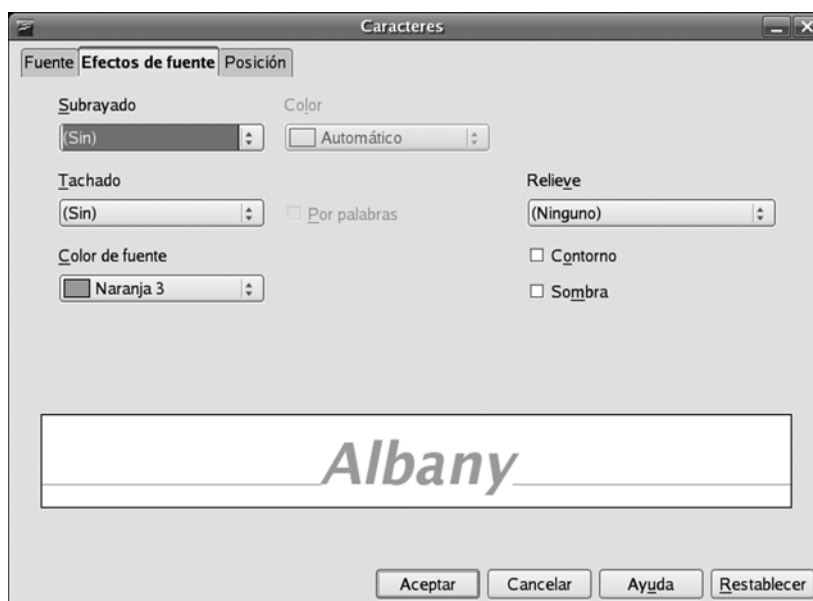 Caracteres
Fuente Efectos de fuente Posición
Subrayado Color
(Sin) Automático
Tachado Relieve
(Sin) Por palabras (Ninguno)
Color de fuente Contorno
Naranja 3 Sombra
Albany
Aceptar Cancelar Ayuda Restablecer